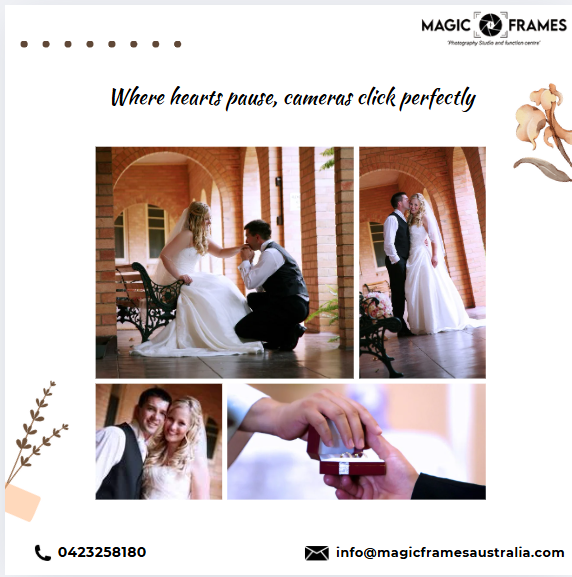 MAGIC FRAMES
"Photography Studio and function centre"
Where hearts pause, cameras click perfectly
0423258180
info@magicframesaustralia.com